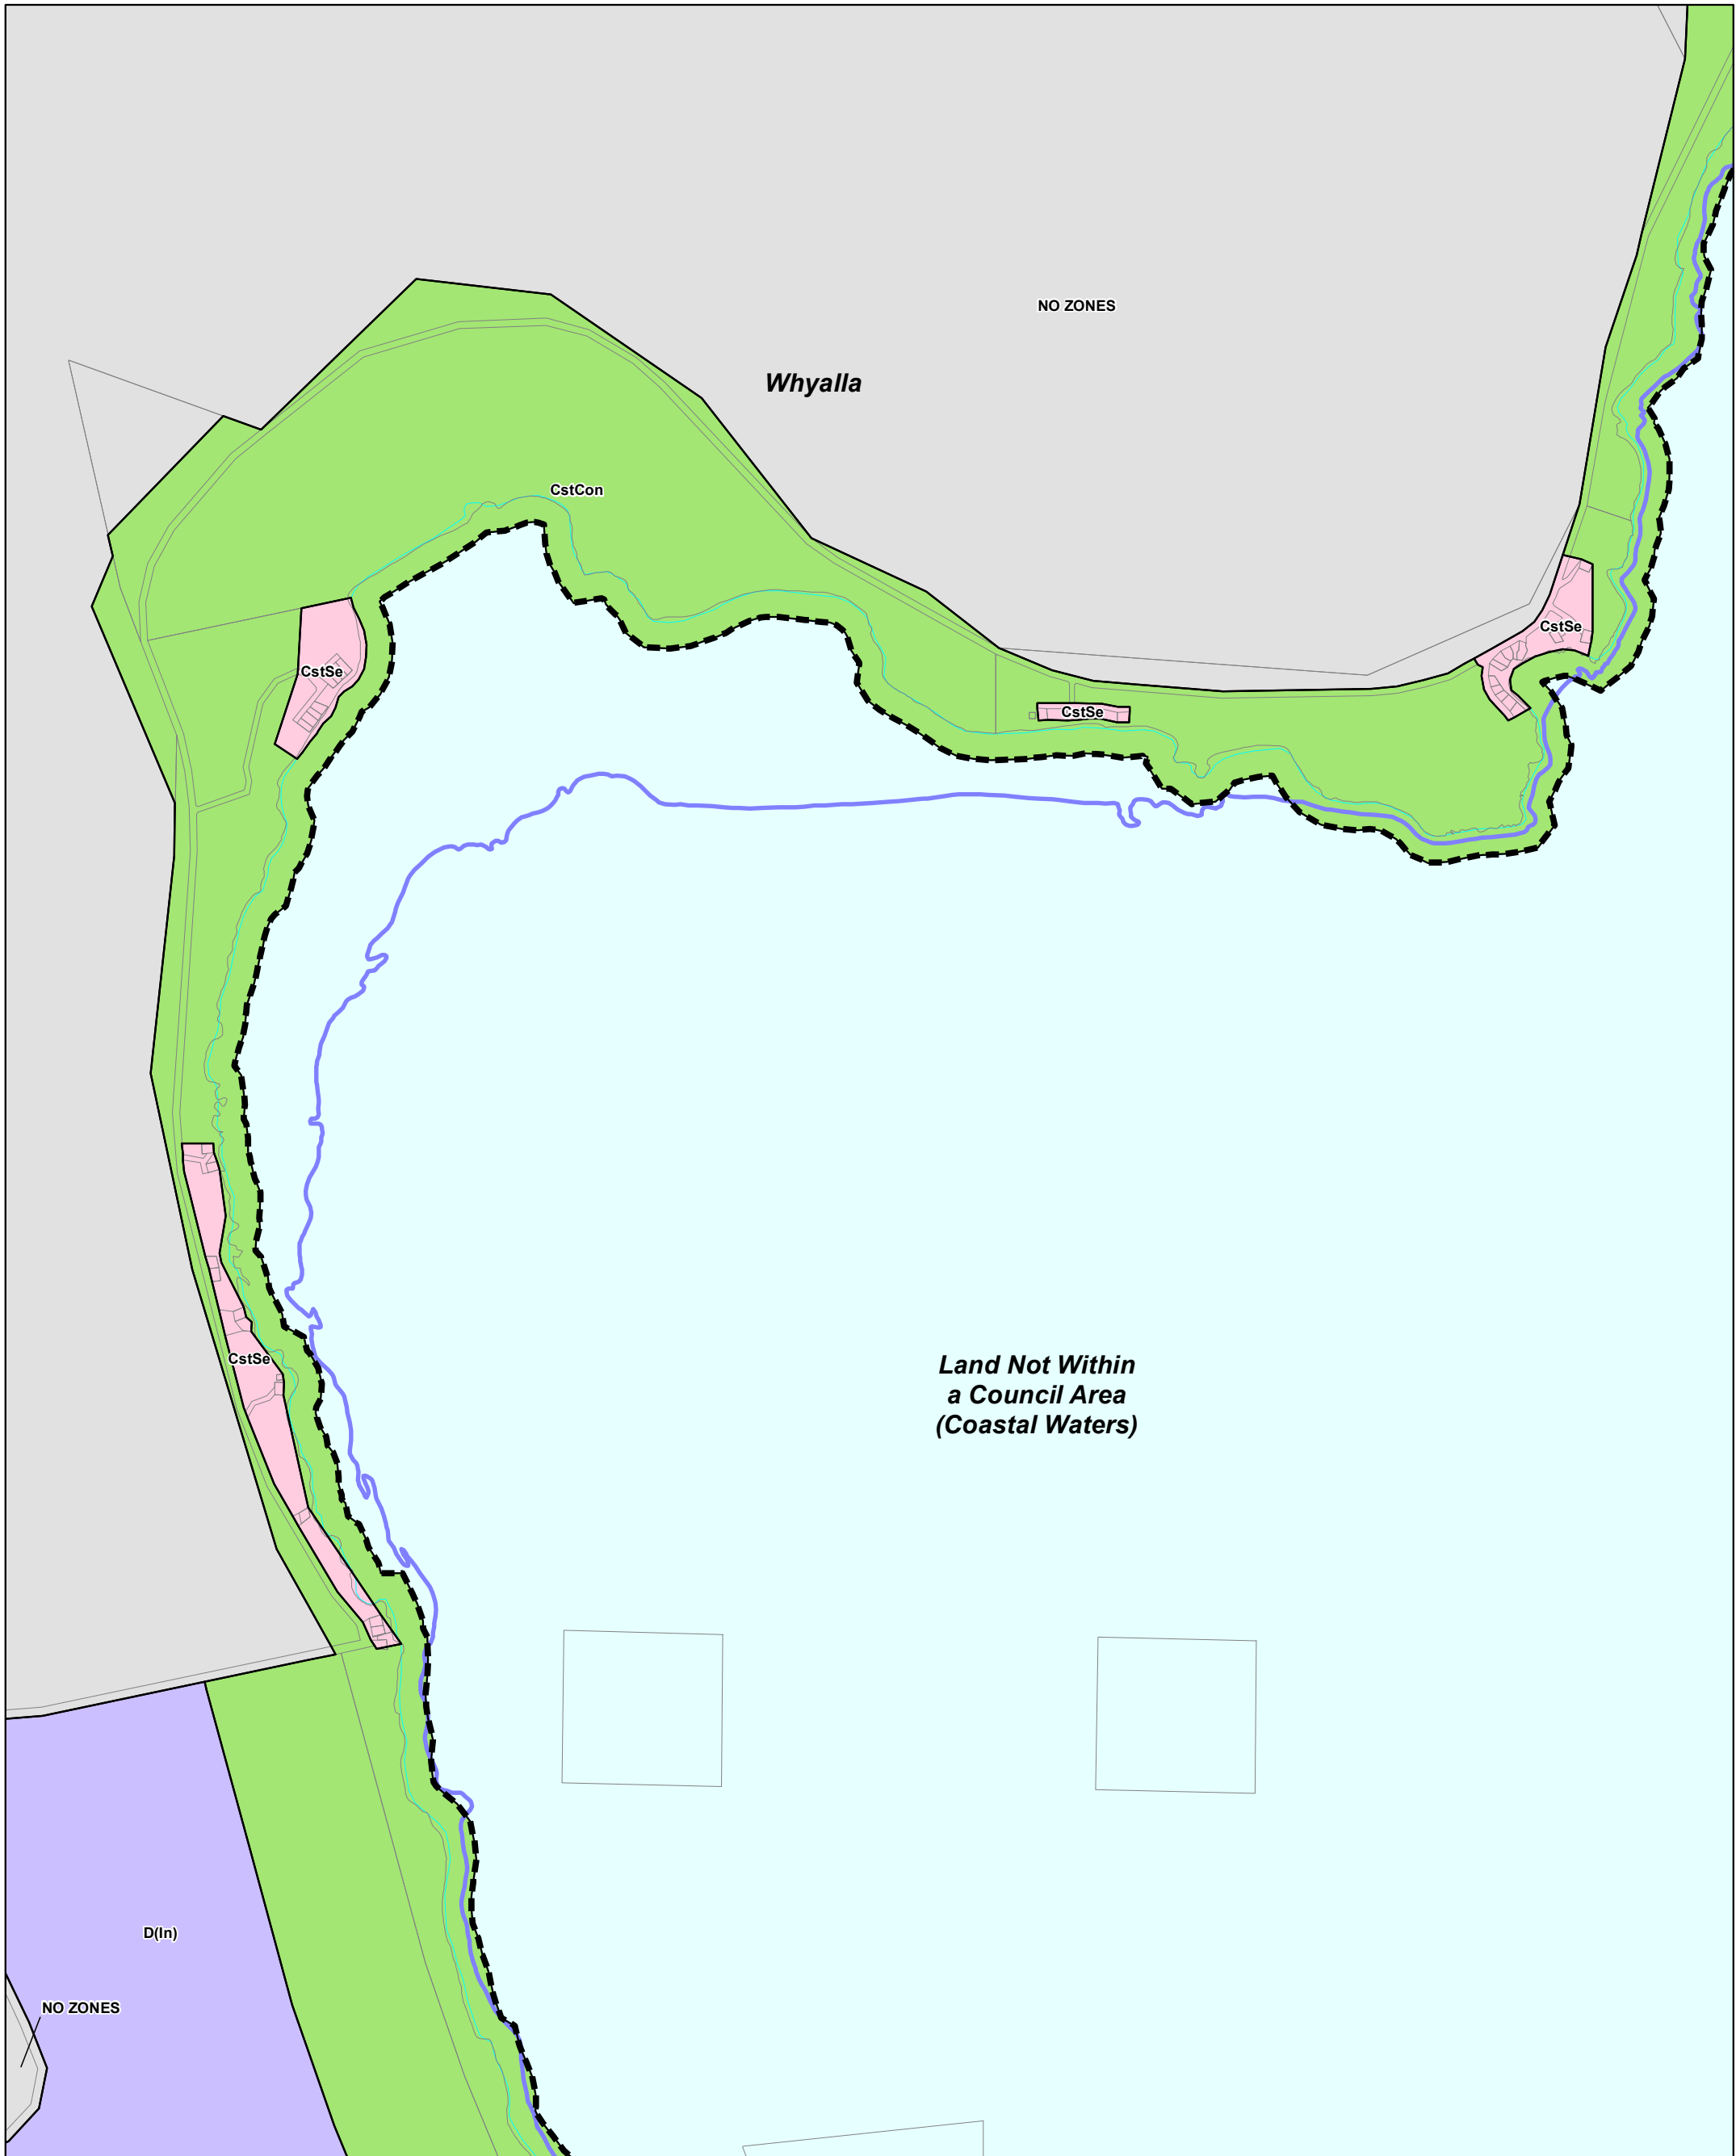 NO ZONES
Whyalla
CstCon
CstSe
CstSe
CstSe
CstSe
Land Not Within
a Council Area
(Coastal Waters)
D(In)
NO ZONES